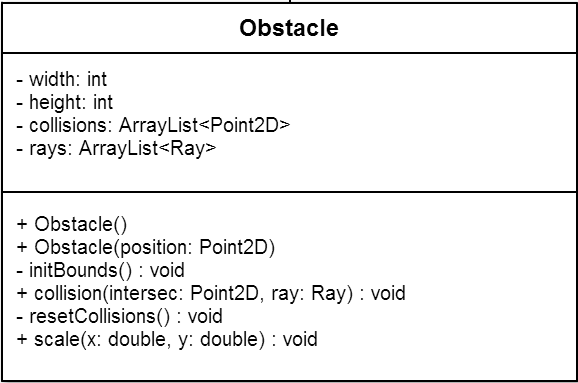 Obstacle
- width: int
- height: int
- collisions: ArrayList<Point2D>
- rays: ArrayList<Ray>
+ Obstacle()
+ Obstacle(position: Point2D)
- initBounds() : void
+ collision(intersec: Point2D, ray: Ray) : void
- resetCollisions() : void
+ scale(x: double, y: double) : void